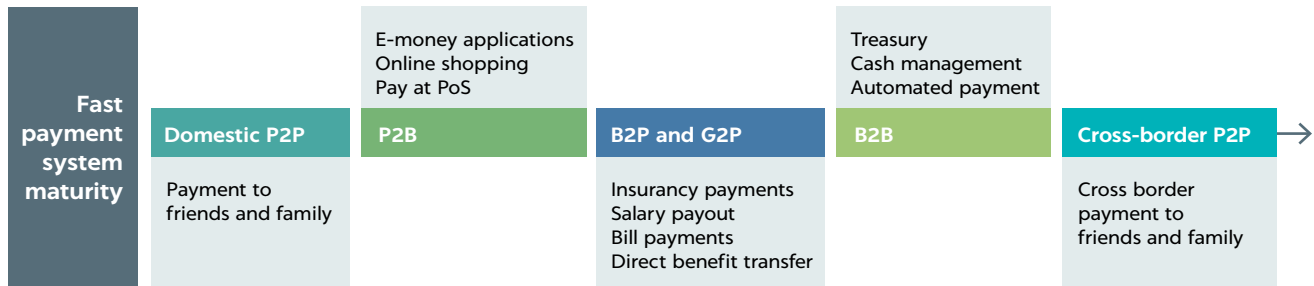 Fast
payment
system
maturity
Domestic P2P
Payment to
friends and family
E-money applications
Online shopping
Pay at PoS
P2B
B2P and G2P
Insurancy payments
Salary payout
Bill payments
Direct benefit transfer
Treasury
Cash management
Automated payment
B2B
Cross-border P2P
Cross border
payment to
friends and family